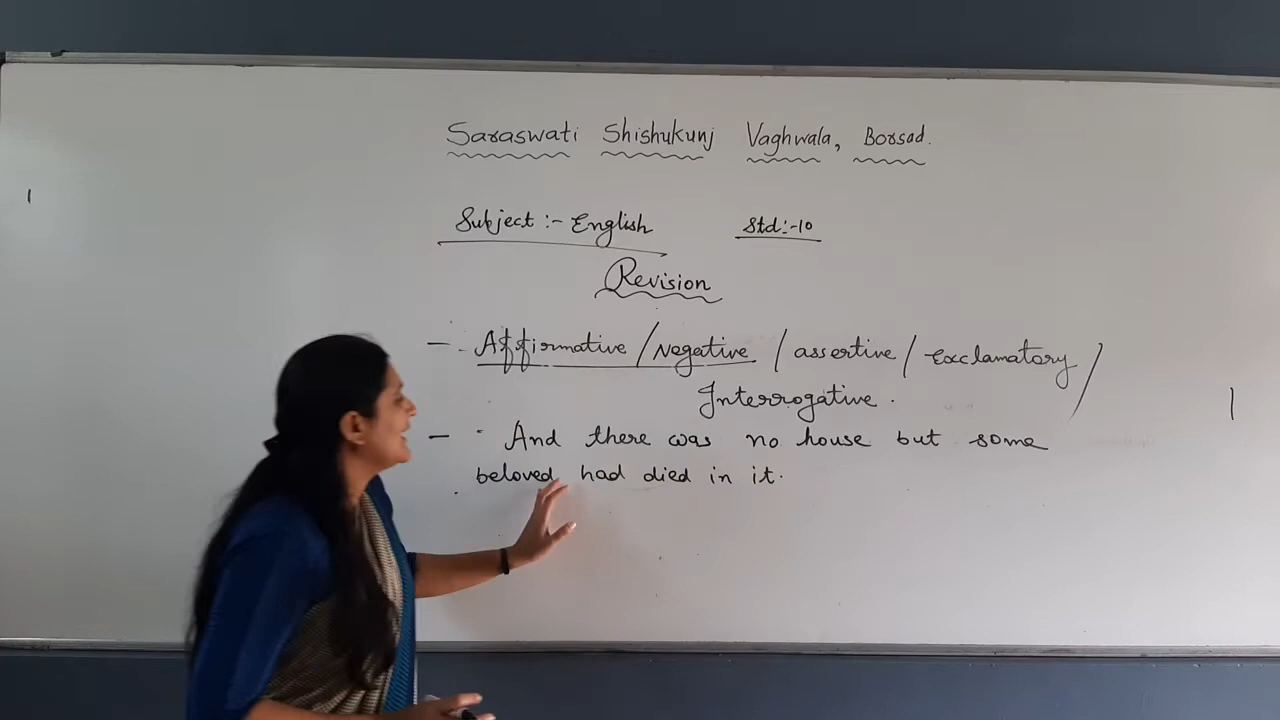 Saraswati Shishukunj Vaghwala, Borsad.
Subject :- English Std:-10
Revision
- Affirmative / Negative / assertive / Exclamatory /
Interrogative.
- And there was no house but some
beloved had died in it.